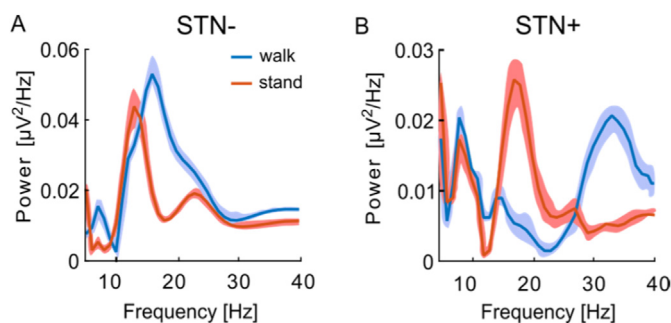 A STN-
B STN+
walk
stand
Power [μV²/Hz]
0.06
0.04
0.02
0
10 20 30 40
Frequency [Hz]
Power [μV²/Hz]
0.03
0.02
0.01
0
10 20 30 40
Frequency [Hz]